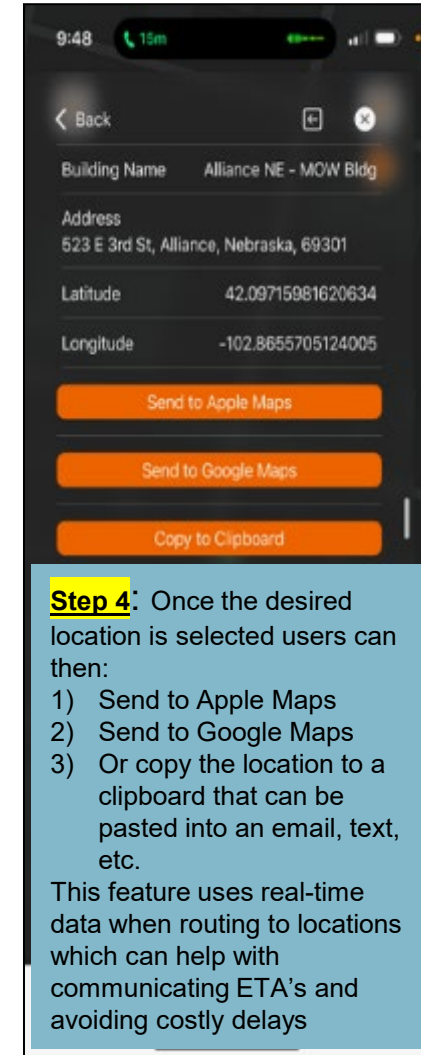 9:48 15m
Back
Building Name Alliance NE - MOW Bldg
Address
523 E 3rd St, Alliance, Nebraska, 69301
Latitude 42.09715981620634
Longitude -102.8655705124005
Send to Apple Maps
Send to Google Maps
Copy to Clipboard
Step 4: Once the desired
location is selected users can
then:
1) Send to Apple Maps
2) Send to Google Maps
3) Or copy the location to a
clipboard that can be
pasted into an email, text,
etc.
This feature uses real-time
data when routing to locations
which can help with
communicating ETA’s and
avoiding costly delays